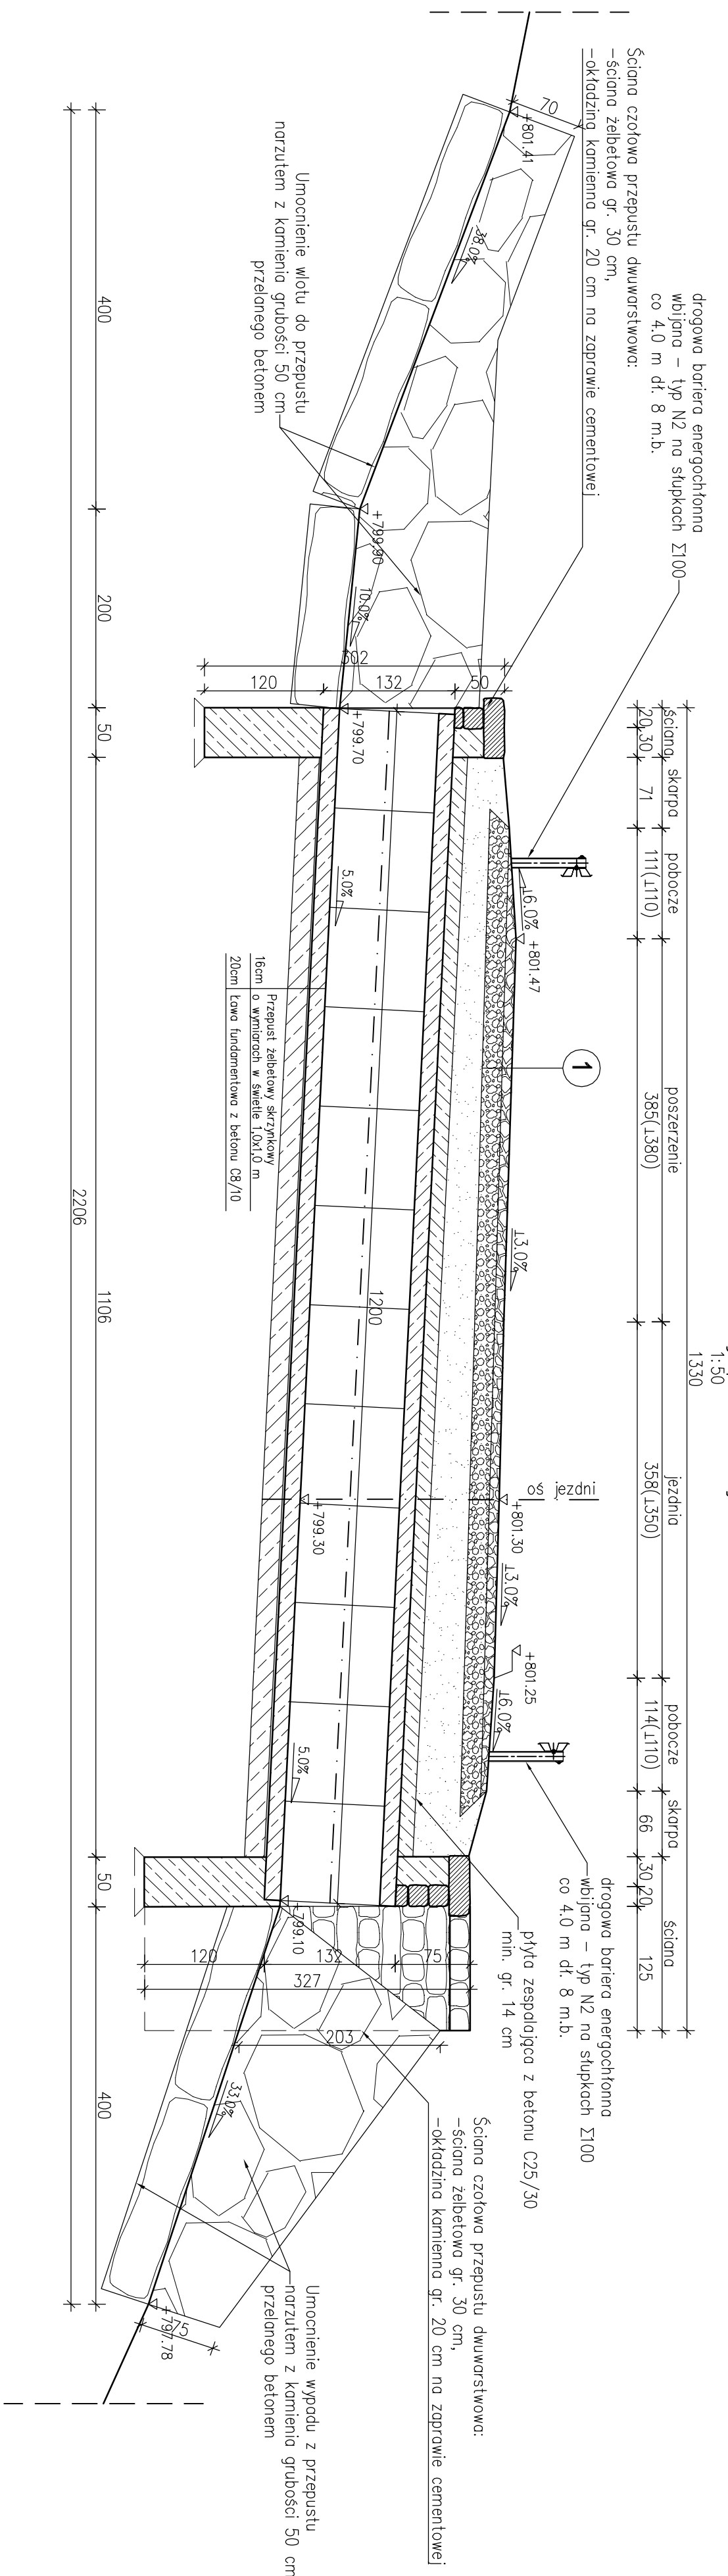 1:50
1330
ściana
skarpa
pobocze
poszerzenie
jezdnia
pobocze
skarpa
ściana
20
30
71
111(⊥110)
385(⊥380)
358(⊥350)
114(⊥110)
66
30
20
125
drogowa bariera energochłonna
wbijana – typ N2 na słupkach Σ100
co 4.0 m dł. 8 m.b.
Ściana czołowa przepustu dwuwarstwowa:
-ściana żelbetowa gr. 30 cm,
-okładzina kamienna gr. 20 cm na zaprawie cementowej
drogowa bariera energochłonna
wbijana – typ N2 na słupkach Σ100
co 4.0 m dł. 8 m.b.
płyta zespalająca z betonu C25/30
min. gr. 14 cm
Ściana czołowa przepustu dwuwarstwowa:
-ściana żelbetowa gr. 30 cm,
-okładzina kamienna gr. 20 cm na zaprawie cementowej
70
+801.41
38.0%
+799.90
10.0%
302
120
132
50
+799.70
5.0%
⊥6.0%
+801.47
1
⊥3.0%
1200
oś jezdni
+801.30
+799.30
⊥3.0%
+801.25
⊥6.0%
5.0%
+799.10
120
132
75
327
203
33.0%
+797.78
75
Umocnienie wlotu do przepustu
narzutem z kamienia grubości 50 cm
przelanego betonem
Przepust żelbetowy skrzynkowy
16cm o wymiarach w świetle 1,0x1,0 m
20cm Ława fundamentowa z betonu C8/10
Umocnienie wypadu z przepustu
narzutem z kamienia grubości 50 cm
przelanego betonem
400
200
50
1106
50
400
2206